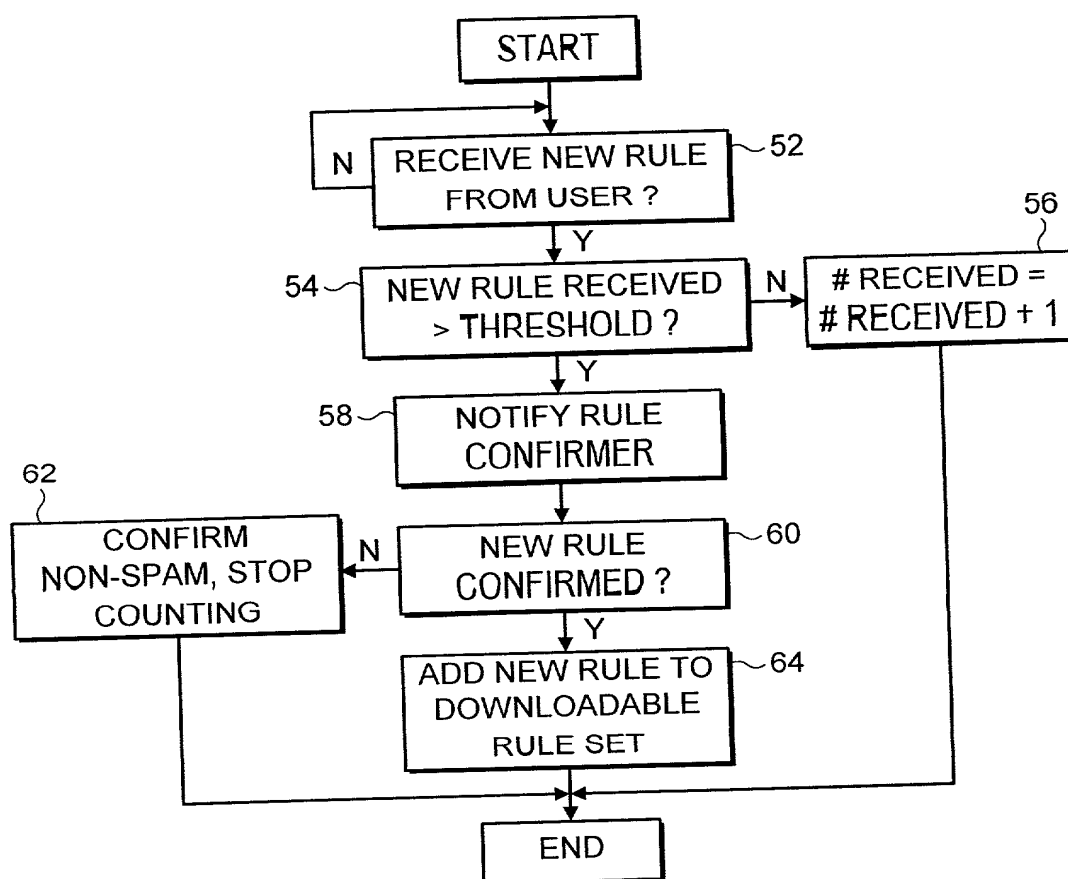 START
N
RECEIVE NEW RULE
FROM USER ?
52
Y
56
54
NEW RULE RECEIVED
> THRESHOLD ?
N
# RECEIVED =
# RECEIVED + 1
Y
58
NOTIFY RULE
CONFIRMER
62
CONFIRM
NON-SPAM, STOP
COUNTING
N
NEW RULE
CONFIRMED ?
60
Y
ADD NEW RULE TO
DOWNLOADABLE
RULE SET
64
END